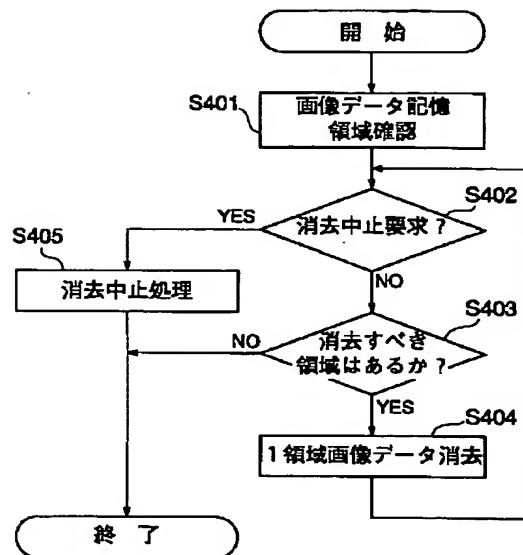 開 始
S401
画像データ記憶
領域確認
S402
消去中止要求?
YES
S405
消去中止処理
NO
S403
消去すべき
領域はあるか?
NO
YES
S404
1領域画像データ消去
終 了